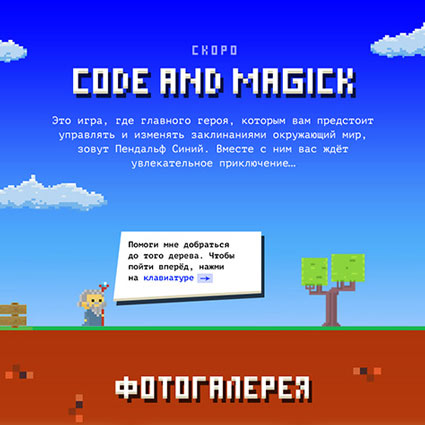 СКОРО
CODE AND MAGICK
Это игра, где главного героя, которым вам предстоит
управлять и изменять заклинаниями окружающий мир,
зовут Пендальф Синий. Вместе с ним вас ждёт
увлекательное приключение…
Помоги мне добраться
до того дерева. Чтобы
пойти вперёд, нажми
на клавиатуре →
ФОТОГАЛЕРЕЯ